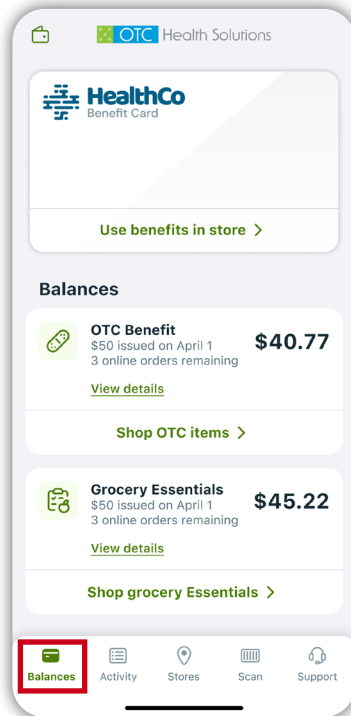 OTC Health Solutions
HealthCo
Benefit Card
Use benefits in store >
Balances
OTC Benefit
$50 issued on April 1
3 online orders remaining
$40.77
View details
Shop OTC items >
Grocery Essentials
$50 issued on April 1
3 online orders remaining
$45.22
View details
Shop grocery Essentials >
Balances Activity Stores Scan Support